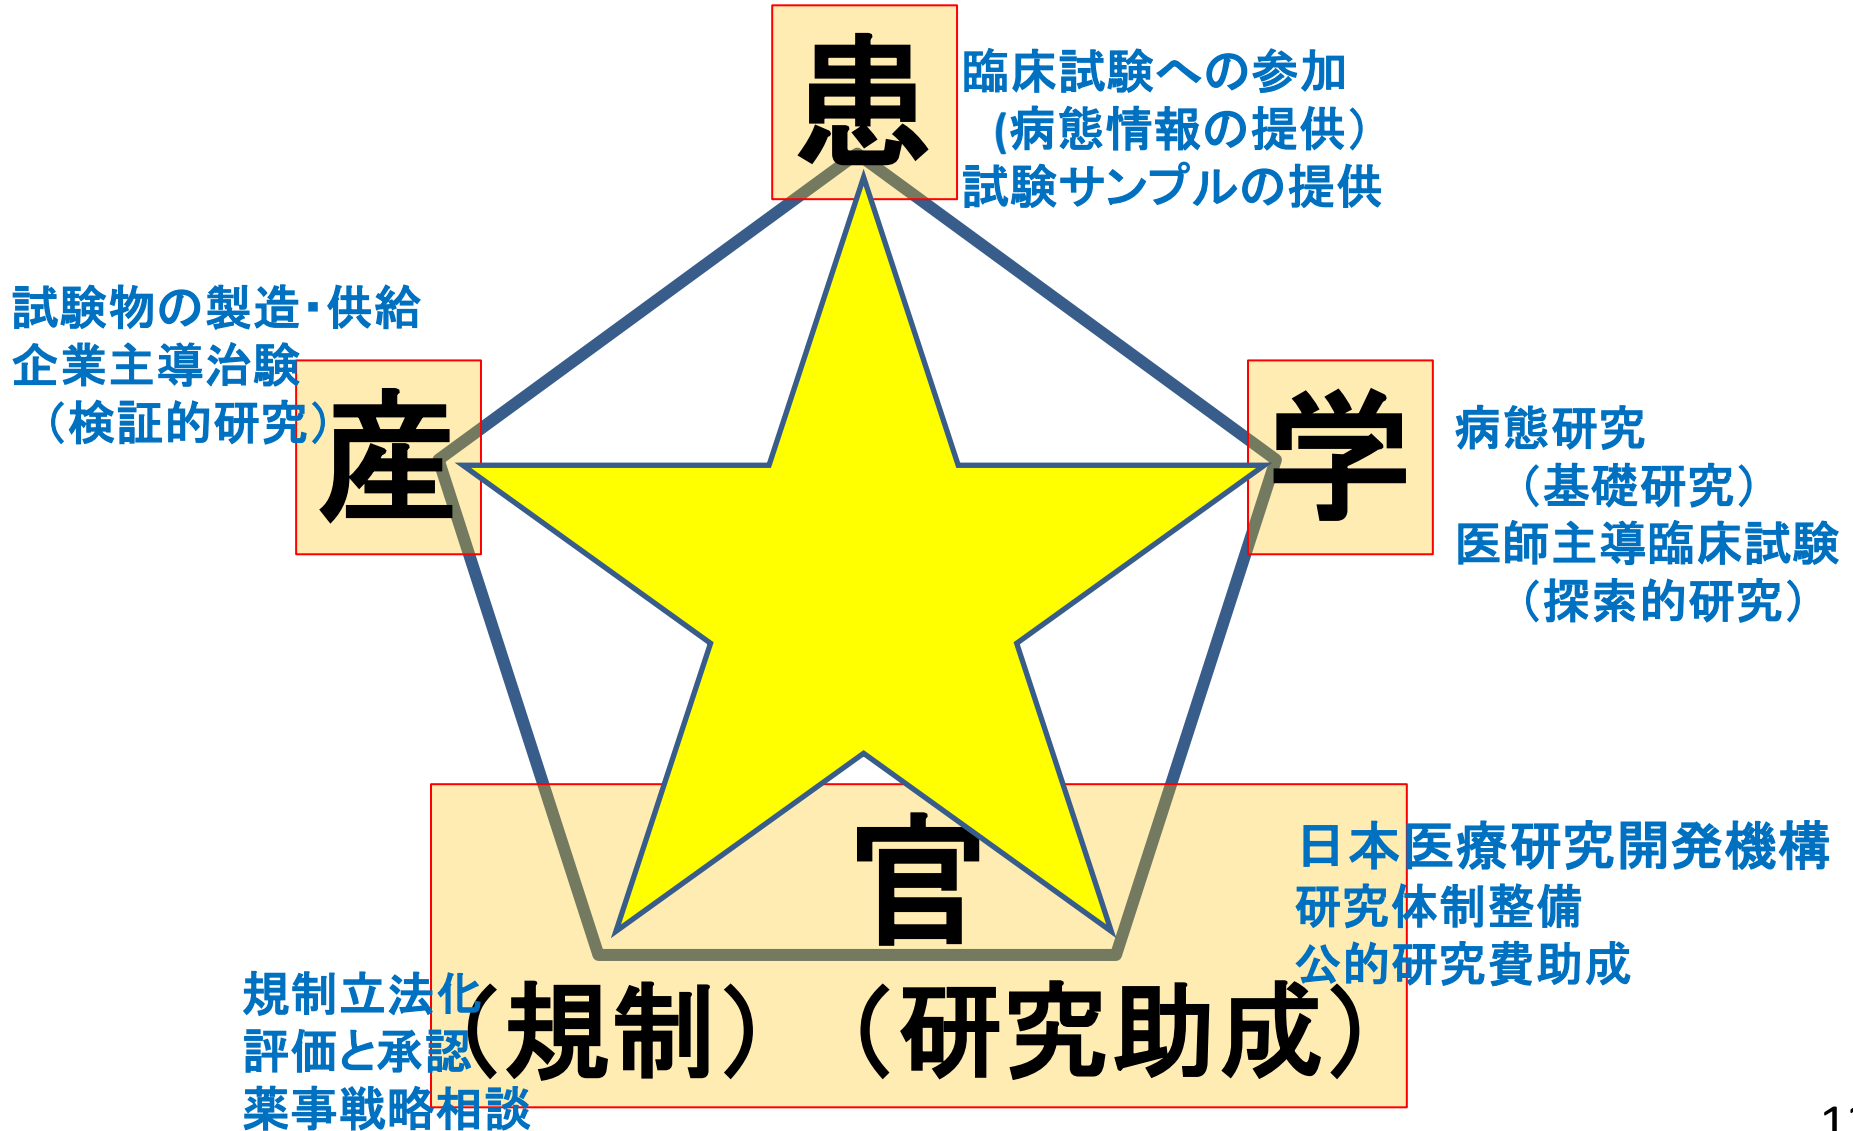 患
臨床試験への参加
(病態情報の提供）
試験サンプルの提供
試験物の製造・供給
企業主導治験
（検証的研究）
産
学
病態研究
（基礎研究）
医師主導臨床試験
（探索的研究）
官
（規制）（研究助成）
日本医療研究開発機構
研究体制整備
公的研究費助成
規制立法化
評価と承認
薬事戦略相談